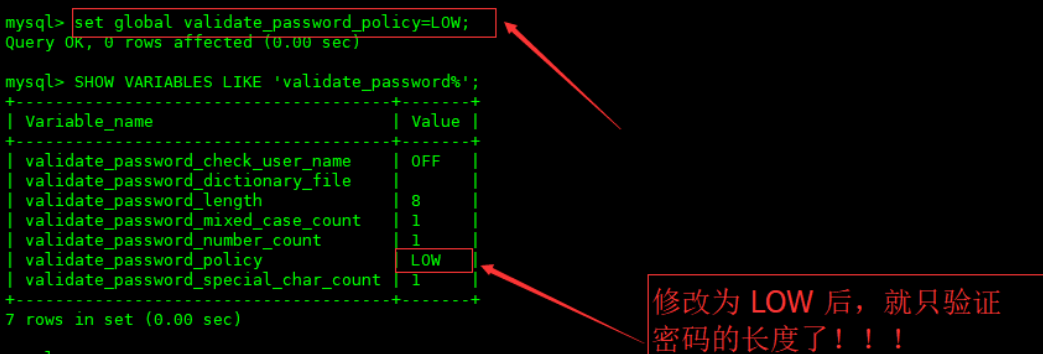 mysql> set global validate_password_policy=LOW;
Query OK, 0 rows affected (0.00 sec)
mysql> SHOW VARIABLES LIKE 'validate_password%';
+--------------------------------------+-------+
| Variable_name                        | Value |
+--------------------------------------+-------+
| validate_password_check_user_name    | OFF   |
| validate_password_dictionary_file    |       |
| validate_password_length             | 8     |
| validate_password_mixed_case_count   | 1     |
| validate_password_number_count       | 1     |
| validate_password_policy             | LOW   |
| validate_password_special_char_count | 1     |
+--------------------------------------+-------+
7 rows in set (0.00 sec)
修改为 LOW 后，就只验证
密码的长度了！！！